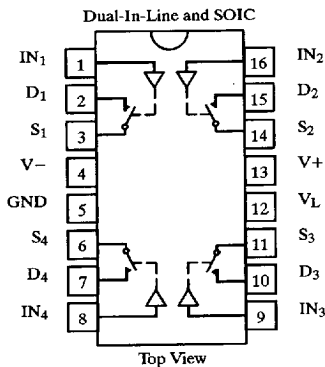 Dual-In-Line and SOIC
IN1 1 16 IN2
D1 2 15 D2
S1 3 14 S2
V− 4 13 V+
GND 5 12 VL
S4 6 11 S3
D4 7 10 D3
IN4 8 9 IN3
Top View